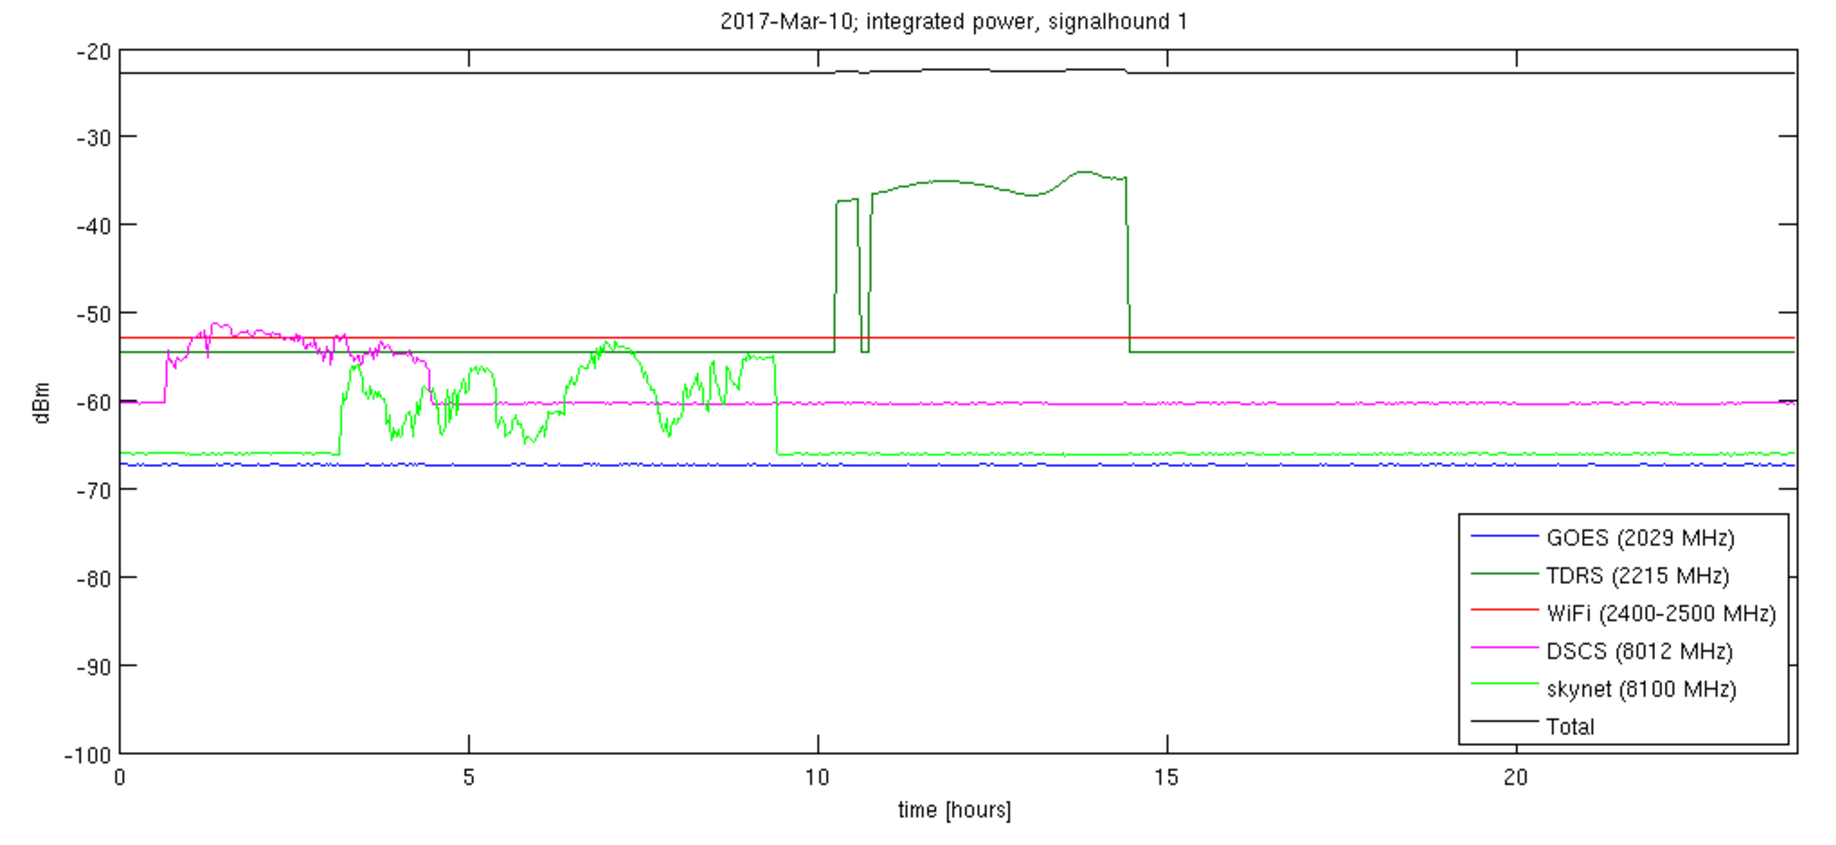 2017-Mar-10; integrated power, signalhound 1
-20
-30
-40
-50
-60
-70
-80
-90
-100
dBm
0 5 10 15 20
time [hours]
GOES (2029 MHz)
TDRS (2215 MHz)
WiFi (2400-2500 MHz)
DSCS (8012 MHz)
skynet (8100 MHz)
Total